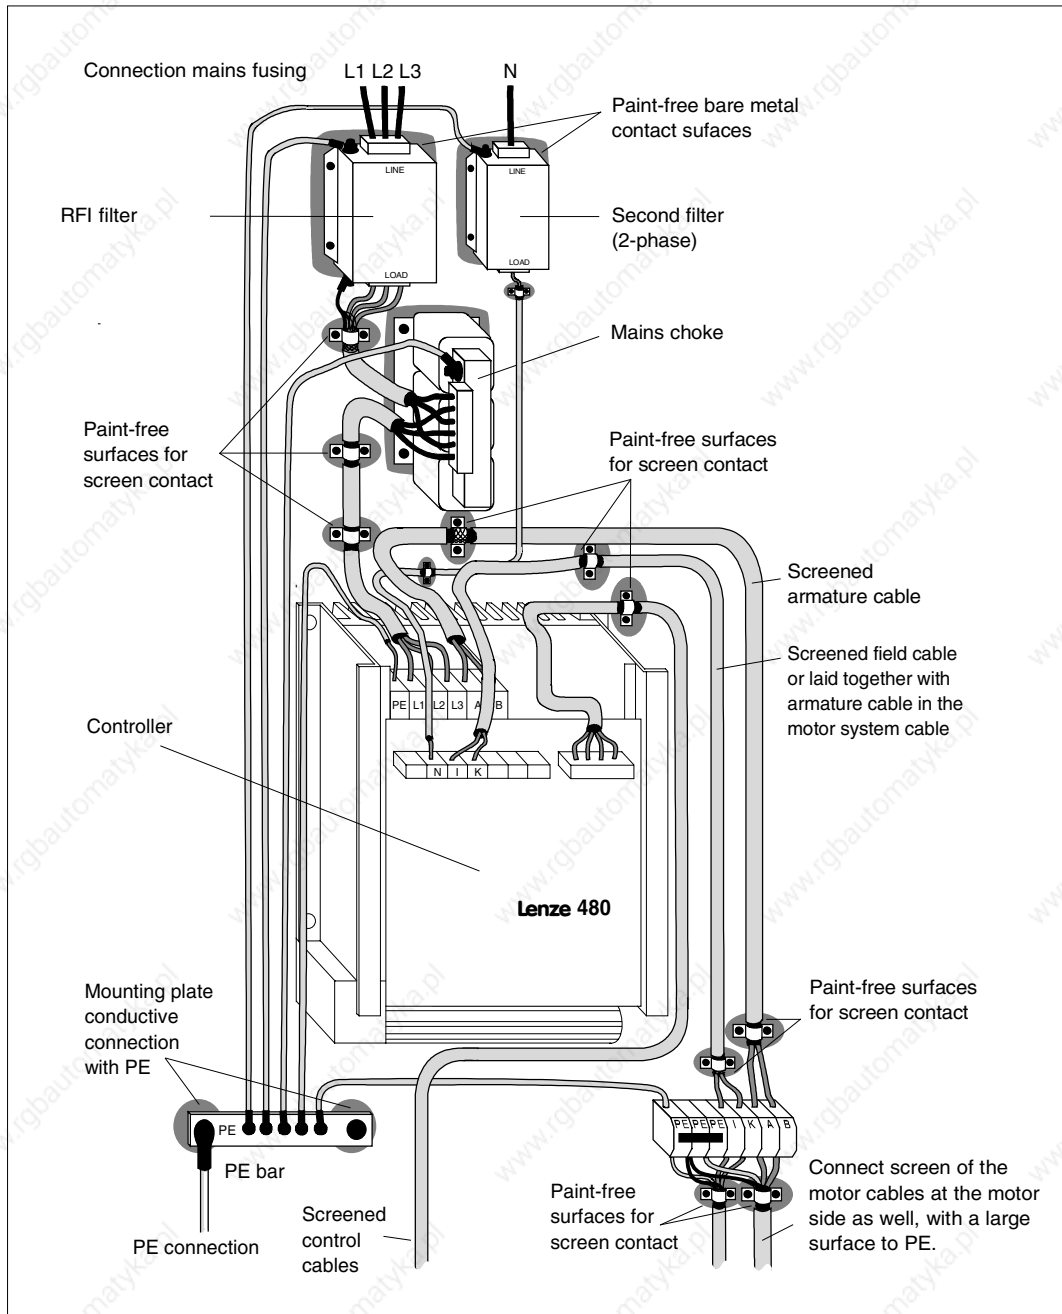 Connection mains fusing
L1 L2 L3
N
Paint-free bare metal
contact sufaces
LINE
LINE
RFI filter
Second filter
(2-phase)
LOAD
LOAD
Mains choke
Paint-free
surfaces for
screen contact
Paint-free surfaces
for screen contact
Screened
armature cable
Screened field cable
or laid together with
armature cable in the
motor system cable
PE L1 L2 L3 A B
Controller
N I K
Lenze 480
Mounting plate
conductive
connection
with PE
Paint-free surfaces
for screen contact
PE
PE PE PE I K A B
PE bar
PE connection
Screened
control
cables
Paint-free
surfaces for
screen contact
Connect screen of the
motor cables at the motor
side as well, with a large
surface to PE.
www.rgbautomatyka.pl